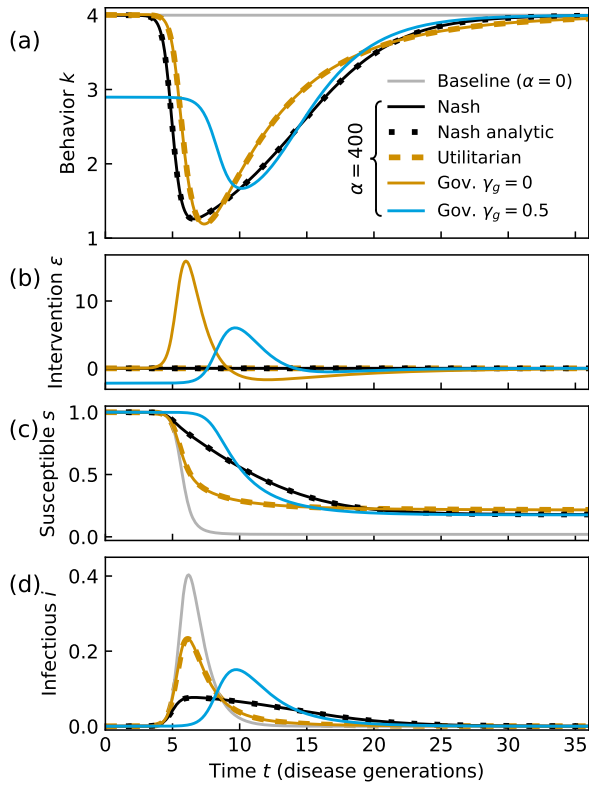 (a)
Behavior k
4
3
2
1
Baseline (α = 0)
α = 400
Nash
Nash analytic
Utilitarian
Gov. γg = 0
Gov. γg = 0.5
(b)
Intervention ε
10
0
(c)
Susceptible s
1.0
0.5
0.0
(d)
Infectious i
0.4
0.2
0.0
0 5 10 15 20 25 30 35
Time t (disease generations)